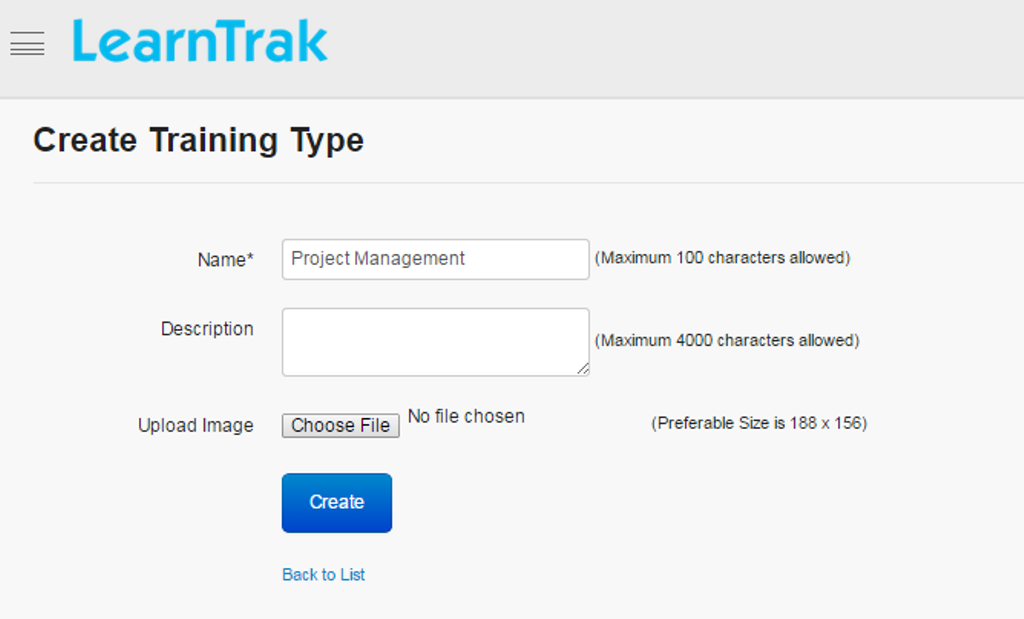 LearnTrak
Create Training Type
Name* Project Management (Maximum 100 characters allowed)
Description (Maximum 4000 characters allowed)
Upload Image Choose File No file chosen (Preferable Size is 188 x 156)
Create
Back to List